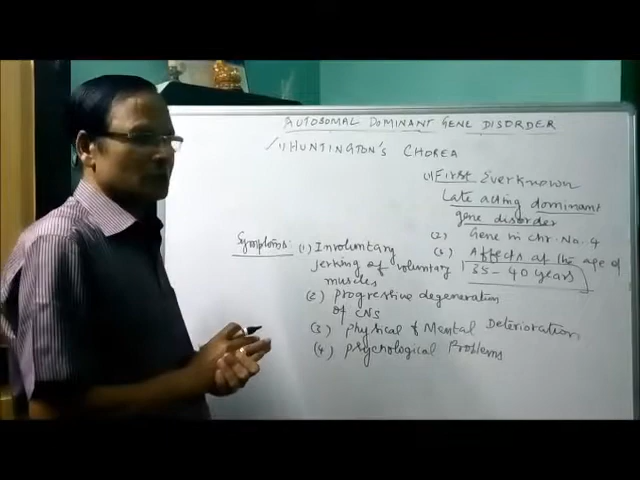 AUTOSOMAL DOMINANT GENE DISORDER
1) HUNTINGTON'S CHOREA
(1) First Ever known
Late acting dominant
gene disorder
(2) Gene in chr. No. 4
(3) Affects at the age of
35 - 40 years
Symptoms: (1) Involuntary
jerking of voluntary
muscles
(2) Progressive degeneration
of CNS
(3) Physical & Mental Deterioration,
(4) Psychological Problems